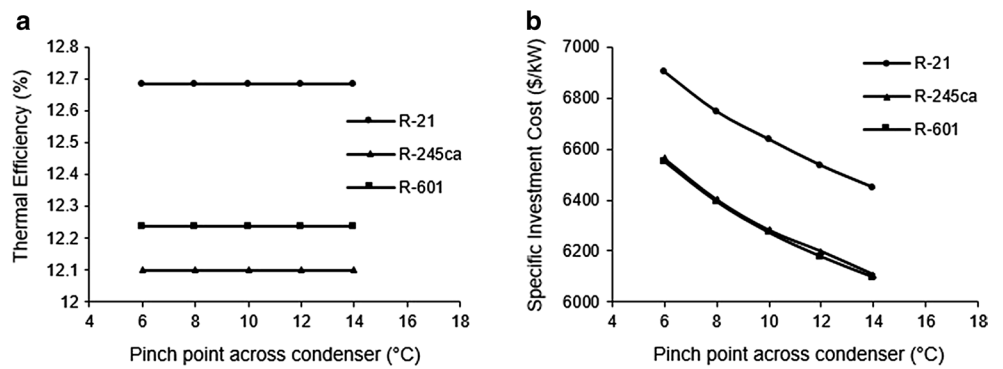 a
Thermal Efficiency (%)
12.8
12.7
12.6
12.5
12.4
12.3
12.2
12.1
12
4 6 8 10 12 14 16 18
Pinch point across condenser (°C)
R-21
R-245ca
R-601
b
Specific Investment Cost ($/kW)
7000
6800
6600
6400
6200
6000
4 6 8 10 12 14 16 18
Pinch point across condenser (°C)
R-21
R-245ca
R-601